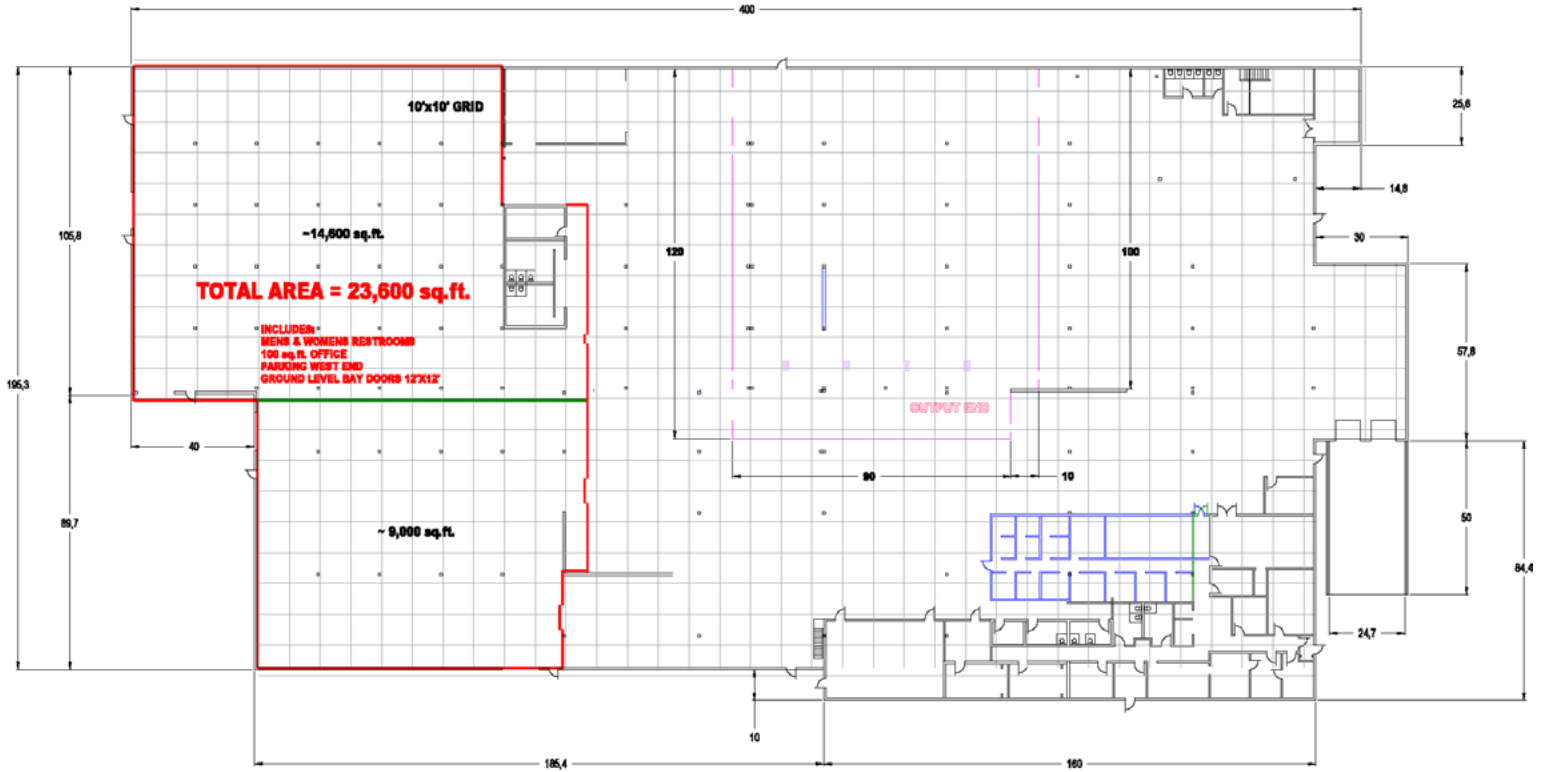 400
10'x10' GRID
25,6
14,8
105,8
~14,600 sq.ft.
120
100
30
TOTAL AREA = 23,600 sq.ft.
INCLUDES:
MENS & WOMENS RESTROOMS
100 sq.ft. OFFICE
PARKING WEST END
GROUND LEVEL BAY DOORS 12'X12'
57,8
195,3
OUTPUT END
40
90
10
89,7
~ 9,000 sq.ft.
50
84,4
24,7
10
185,4
160